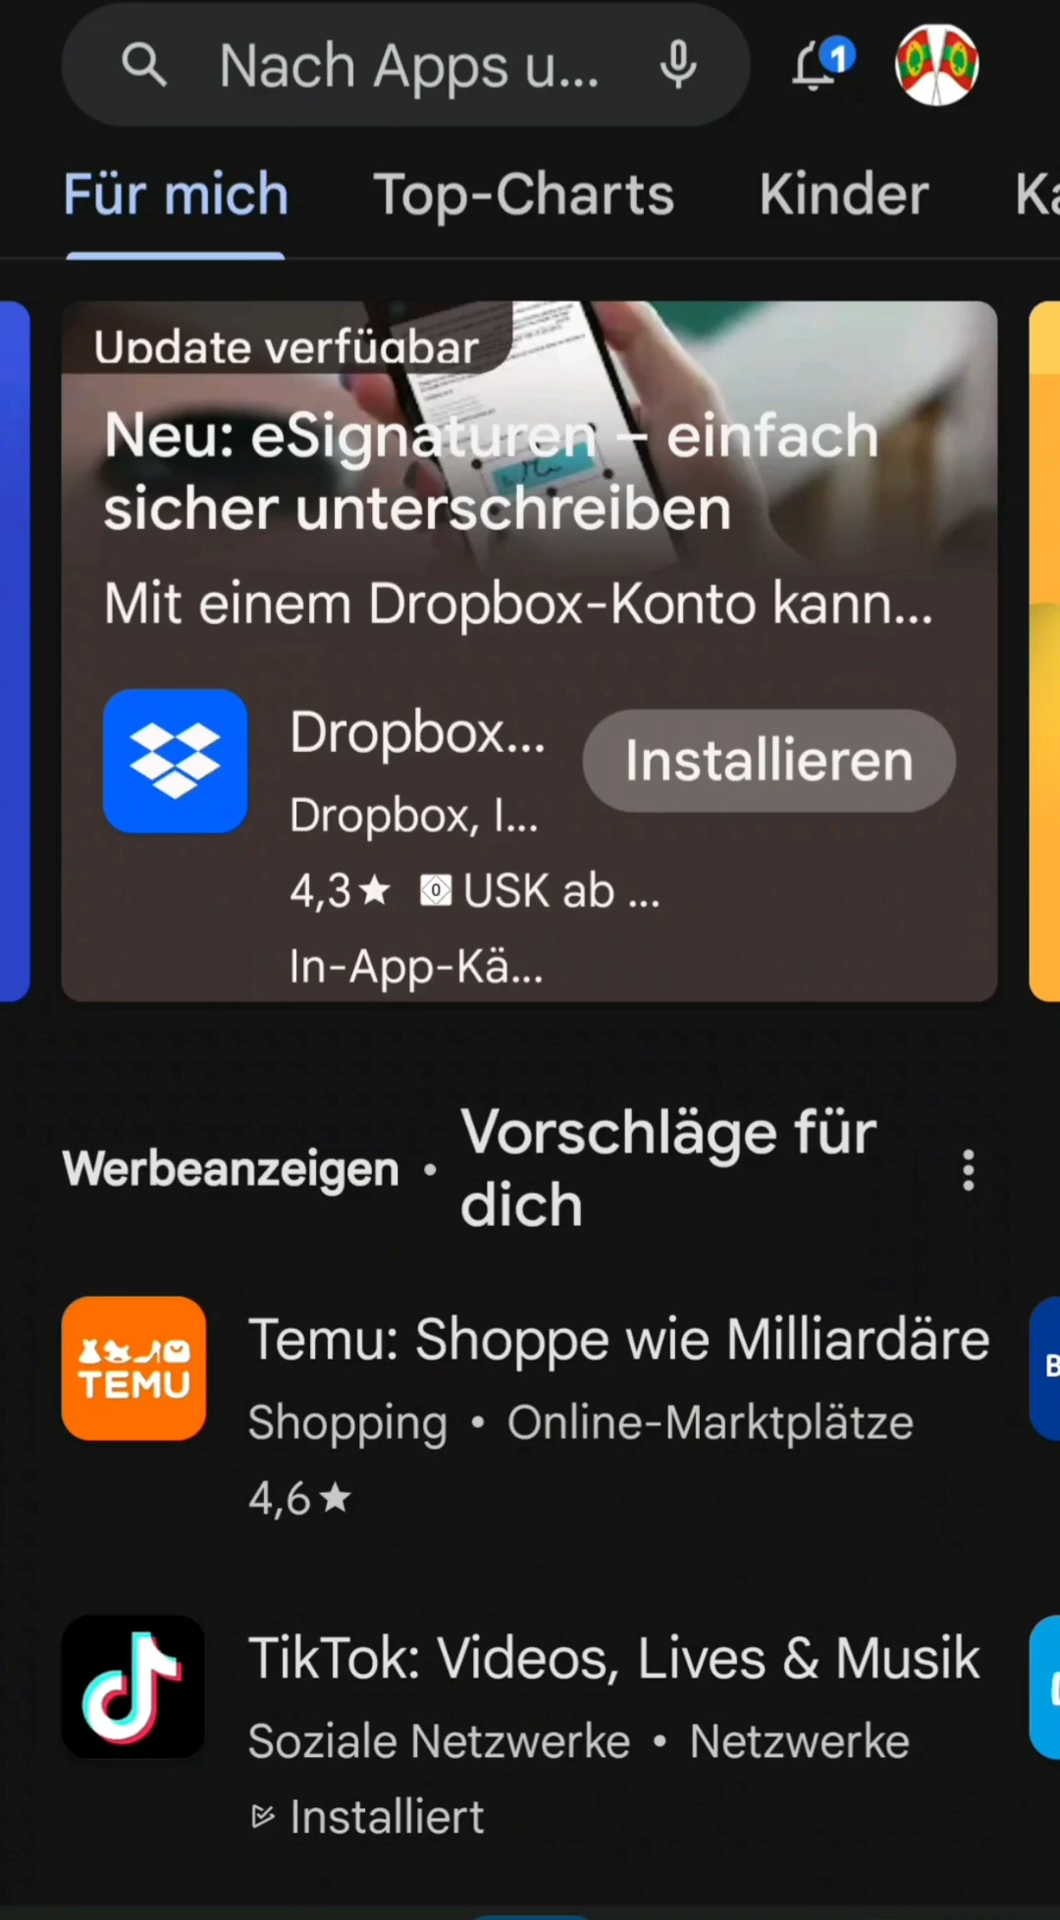 Nach Apps u...
1
Für mich
Top-Charts
Kinder
Ka
Update verfügbar
Neu: eSignaturen – einfach
sicher unterschreiben
Mit einem Dropbox-Konto kann...
Dropbox...
Installieren
Dropbox, I...
4,3★ 0 USK ab ...
In-App-Kä...
Werbeanzeigen •
Vorschläge für
dich
TEMU
Temu: Shoppe wie Milliardäre
Shopping • Online-Marktplätze
4,6★
B
TikTok: Videos, Lives & Musik
Soziale Netzwerke • Netzwerke
Installiert